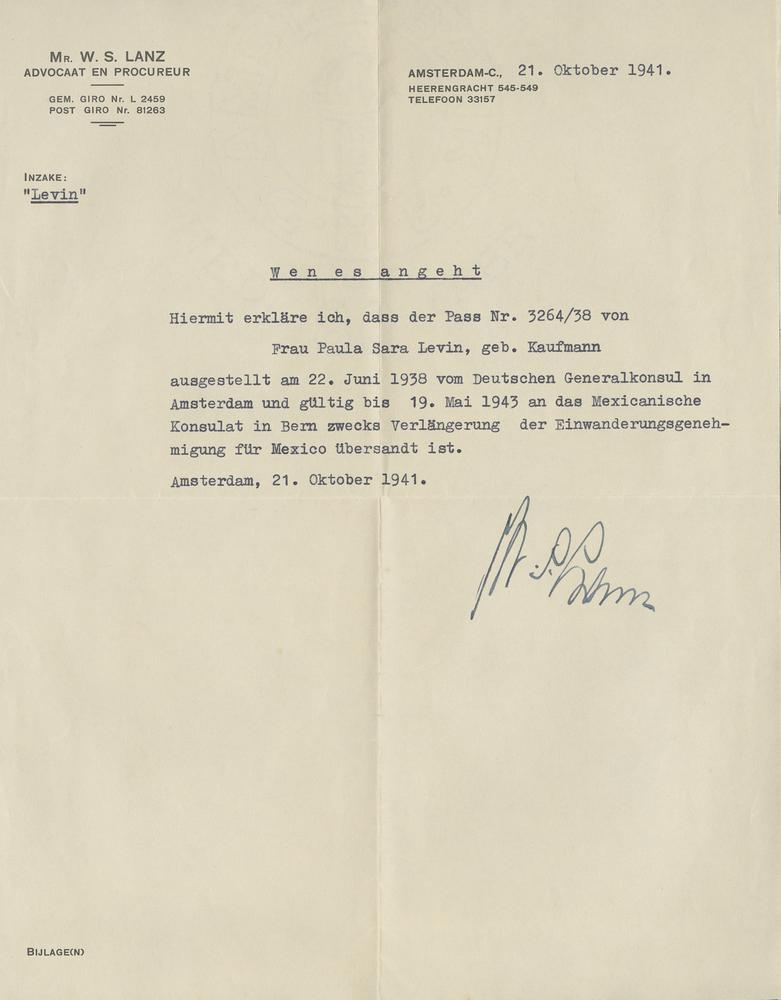 Mr. W. S. LANZ
ADVOCAAT EN PROCUREUR
GEM. GIRO Nr. L 2459
POST GIRO Nr. 81263
AMSTERDAM-C., 21. Oktober 1941.
HEERENGRACHT 545-549
TELEFOON 33157
INZAKE:
"Levin"
Wen es angeht
Hiermit erkläre ich, dass der Pass Nr. 3264/38 von
Frau Paula Sara Levin, geb. Kaufmann
ausgestellt am 22. Juni 1938 vom Deutschen Generalkonsul in
Amsterdam und gültig bis 19. Mai 1943 an das Mexicanische
Konsulat in Bern zwecks Verlängerung der Einwanderungsgeneh-
migung für Mexico übersandt ist.
Amsterdam, 21. Oktober 1941.
BIJLAGE(N)